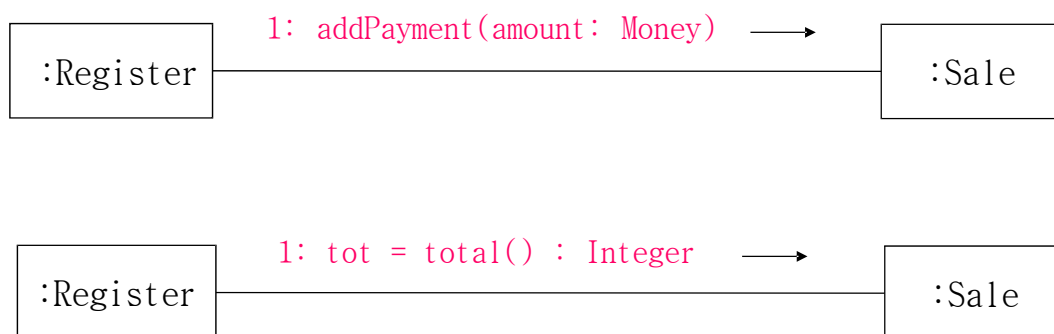 1: addPayment(amount: Money)
:Register
:Sale
1: tot = total() : Integer
:Register
:Sale